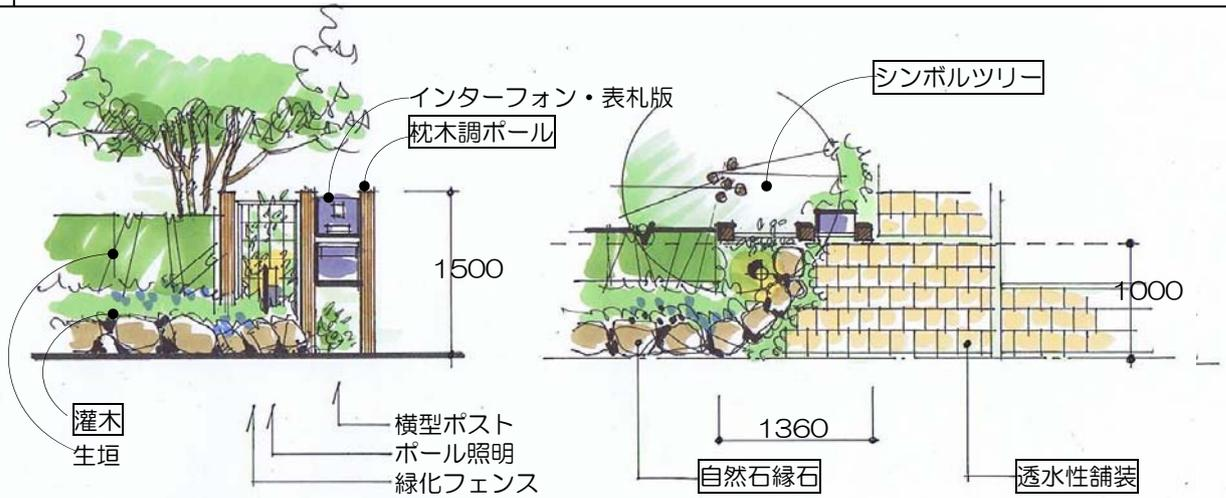 シンボルツリー
インターフォン・表札版
枕木調ポール
1500
1000
灌木
生垣
横型ポスト
ポール照明
緑化フェンス
1360
自然石縁石
透水性舗装